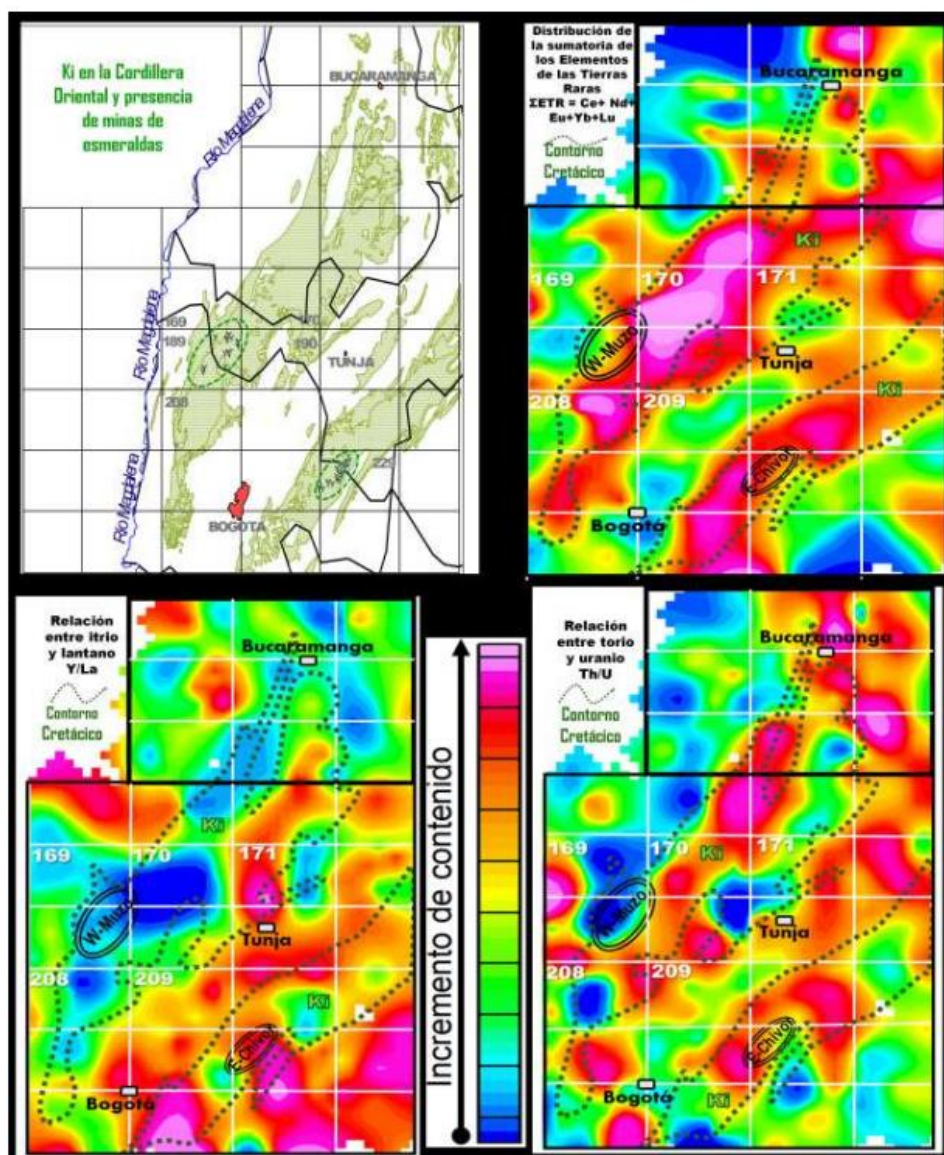 Ki en la Cordillera
Oriental y presencia
de minas de
esmeraldas
Río Magdalena
Río Magdalena
Río Magdalena
BUCARAMANGA
169
170
189
190
TUNJA
208
BOGOTA
Distribución de
la sumatoria de
los Elementos
de las Tierras
Raras
ΣETR = Ce+ Nd+
Eu+Yb+Lu
Contorno
Cretácico
Bucaramanga
Ki
169
170
171
W-Muzo
Tunja
Ki
208
209
E-Chivor
Bogotá
Relación
entre itrio
y lantano
Y/La
Contorno
Cretácico
Bucaramanga
Ki
169
170
171
W-Muzo
Tunja
208
209
Ki
E-Chivor
Bogotá
Incremento de contenido
Relación
entre torio
y uranio
Th/U
Contorno
Cretácico
Bucaramanga
169
170
171
Ki
W-Muzo
Tunja
208
209
E-Chivor
Bogotá
Ki